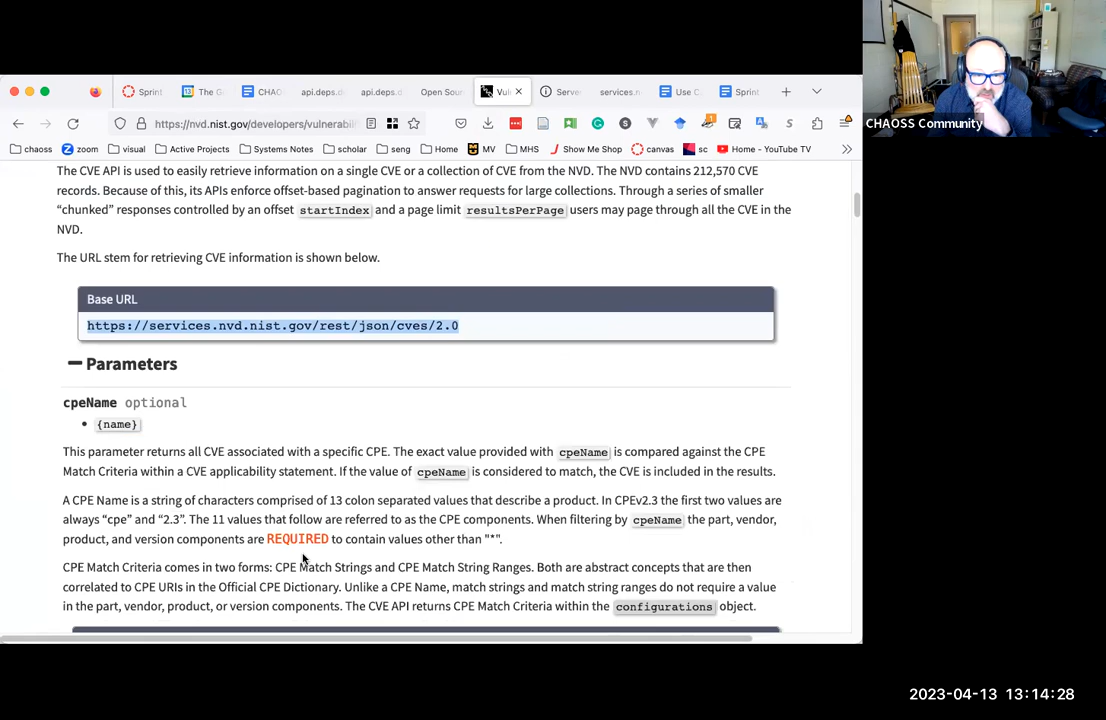 Sprint
The G
CHAO
api.deps.d
api.deps.d
Open Sour
Vul
Serve
services.n
Use C
Sprint
https://nvd.nist.gov/developers/vulnerabili
chaoss
zoom
visual
Active Projects
Systems Notes
scholar
seng
Home
MV
MHS
Show Me Shop
canvas
sc
Home - YouTube TV
CHAOSS Community
The CVE API is used to easily retrieve information on a single CVE or a collection of CVE from the NVD. The NVD contains 212,570 CVE
records. Because of this, its APIs enforce offset-based pagination to answer requests for large collections. Through a series of smaller
“chunked” responses controlled by an offset startIndex and a page limit resultsPerPage users may page through all the CVE in the
NVD.
The URL stem for retrieving CVE information is shown below.
Base URL
https://services.nvd.nist.gov/rest/json/cves/2.0
Parameters
cpeName optional
{name}
This parameter returns all CVE associated with a specific CPE. The exact value provided with cpeName is compared against the CPE
Match Criteria within a CVE applicability statement. If the value of cpeName is considered to match, the CVE is included in the results.
A CPE Name is a string of characters comprised of 13 colon separated values that describe a product. In CPEv2.3 the first two values are
always “cpe” and “2.3”. The 11 values that follow are referred to as the CPE components. When filtering by cpeName the part, vendor,
product, and version components are REQUIRED to contain values other than "*".
CPE Match Criteria comes in two forms: CPE Match Strings and CPE Match String Ranges. Both are abstract concepts that are then
correlated to CPE URIs in the Official CPE Dictionary. Unlike a CPE Name, match strings and match string ranges do not require a value
in the part, vendor, product, or version components. The CVE API returns CPE Match Criteria within the configurations object.
2023-04-13 13:14:28